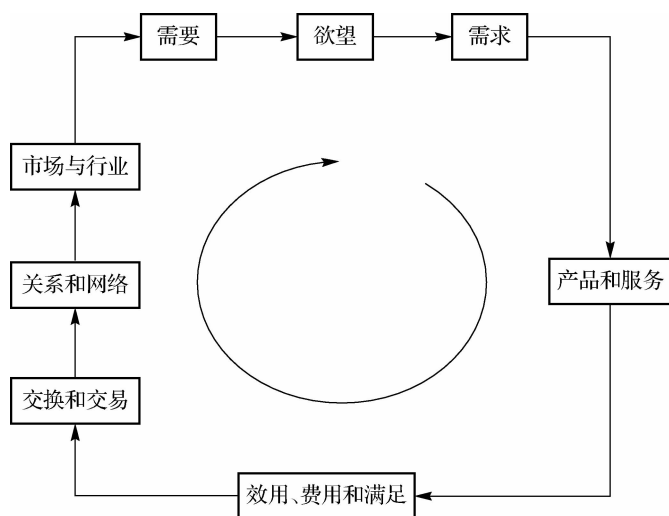 需要
欲望
需求
市场与行业
关系和网络
产品和服务
交换和交易
效用、费用和满足